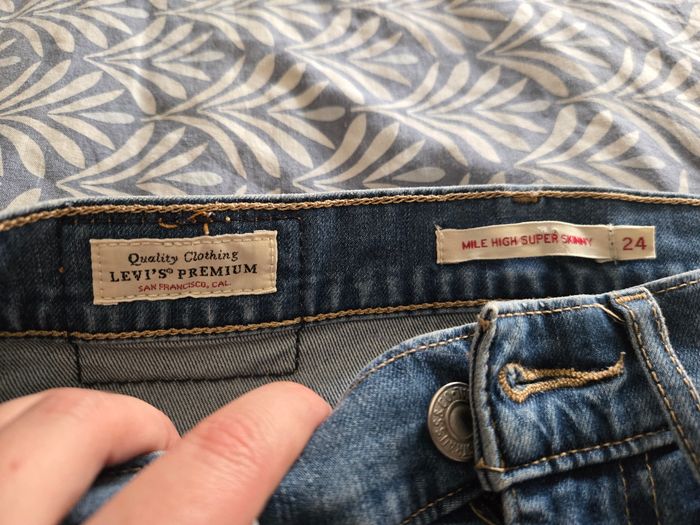 Quality Clothing
LEVI'S® PREMIUM
SAN FRANCISCO, CAL.
MILE HIGH SUPER SKINNY 24